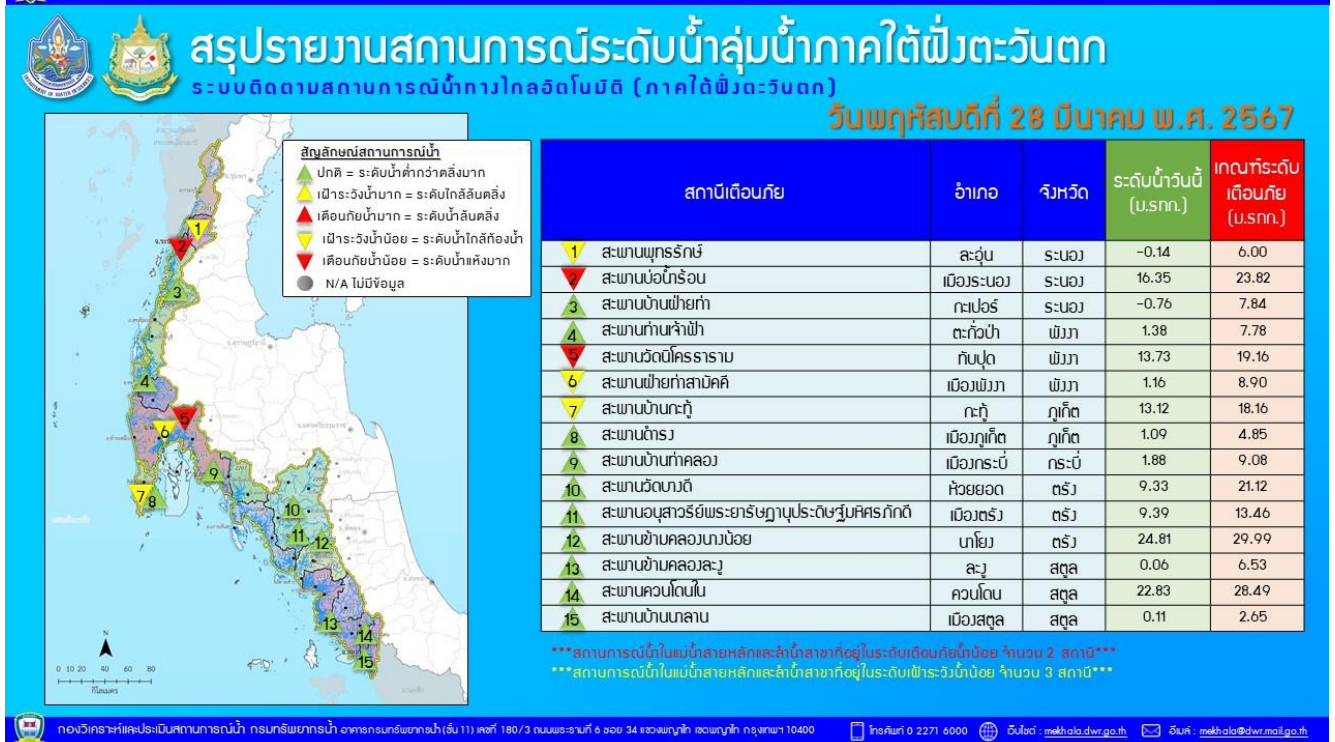 สรุปรายงานสถานการณ์ระดับน้ำลุ่มน้ำภาคใต้ฝั่งตะวันตก
ระบบติดตามสถานการณ์น้ำทางไกลอัตโนมัติ (ภาคใต้ฝั่งตะวันตก)
วันพฤหัสบดีที่ 28 มีนาคม พ.ศ. 2567
สัญลักษณ์สถานการณ์น้ำ
ปกติ = ระดับน้ำต่ำกว่าตลิ่งมาก
เฝ้าระวังน้ำมาก = ระดับใกล้ล้นตลิ่ง
เตือนภัยน้ำมาก = ระดับน้ำล้นตลิ่ง
เฝ้าระวังน้ำน้อย = ระดับน้ำใกล้ท้องน้ำ
เตือนภัยน้ำน้อย = ระดับน้ำแห้งมาก
N/A ไม่มีข้อมูล
1
2
3
4
5
6
7 8
9
10
11 12
13
14
15
N
0 10 20 40 60 80
กิโลเมตร
สถานีเตือนภัย อำเภอ จังหวัด ระดับน้ำวันนี้ (ม.รทก.) เกณฑ์ระดับเตือนภัย (ม.รทก.)
1 สะพานพุทธรักษ์ ละอุ่น ระนอง -0.14 6.00
2 สะพานบ่อน้ำร้อน เมืองระนอง ระนอง 16.35 23.82
3 สะพานบ้านฝ่ายท่า กะเปอร์ ระนอง -0.76 7.84
4 สะพานท่านเจ้าฟ้า ตะกั่วป่า พังงา 1.38 7.78
5 สะพานวัดนิโครธาราม ทับปุด พังงา 13.73 19.16
6 สะพานฝ่ายท่าสามัคคี เมืองพังงา พังงา 1.16 8.90
7 สะพานบ้านกะทู้ กะทู้ ภูเก็ต 13.12 18.16
8 สะพานดำรง เมืองภูเก็ต ภูเก็ต 1.09 4.85
9 สะพานบ้านท่าคลอง เมืองกระบี่ กระบี่ 1.88 9.08
10 สะพานวัดบางดี ห้วยยอด ตรัง 9.33 21.12
11 สะพานอนุสาวรีย์พระยารัษฎานุประดิษฐ์มหิศรภักดี เมืองตรัง ตรัง 9.39 13.46
12 สะพานข้ามคลองนางน้อย นาโยง ตรัง 24.81 29.99
13 สะพานข้ามคลองละงู ละงู สตูล 0.06 6.53
14 สะพานควนโดนใน ควนโดน สตูล 22.83 28.49
15 สะพานบ้านนาลาน เมืองสตูล สตูล 0.11 2.65
***สถานการณ์น้ำในแม่น้ำสายหลักและลำน้ำสาขาที่อยู่ในระดับเตือนภัยน้ำน้อย จำนวน 2 สถานี***
***สถานการณ์น้ำในแม่น้ำสายหลักและลำน้ำสาขาที่อยู่ในระดับเฝ้าระวังน้ำน้อย จำนวน 3 สถานี***
กองวิเคราะห์และประเมินสถานการณ์น้ำ กรมทรัพยากรน้ำ อาคารกรมทรัพยากรน้ำ (ชั้น 11) เลขที่ 180/3 ถนนพระรามที่ 6 ซอย 34 แขวงพญาไท เขตพญาไท กรุงเทพฯ 10400 โทรศัพท์ 0 2271 6000 เว็บไซต์ : mekhala.dwr.go.th อีเมล์ : mekhala@dwr.mail.go.th